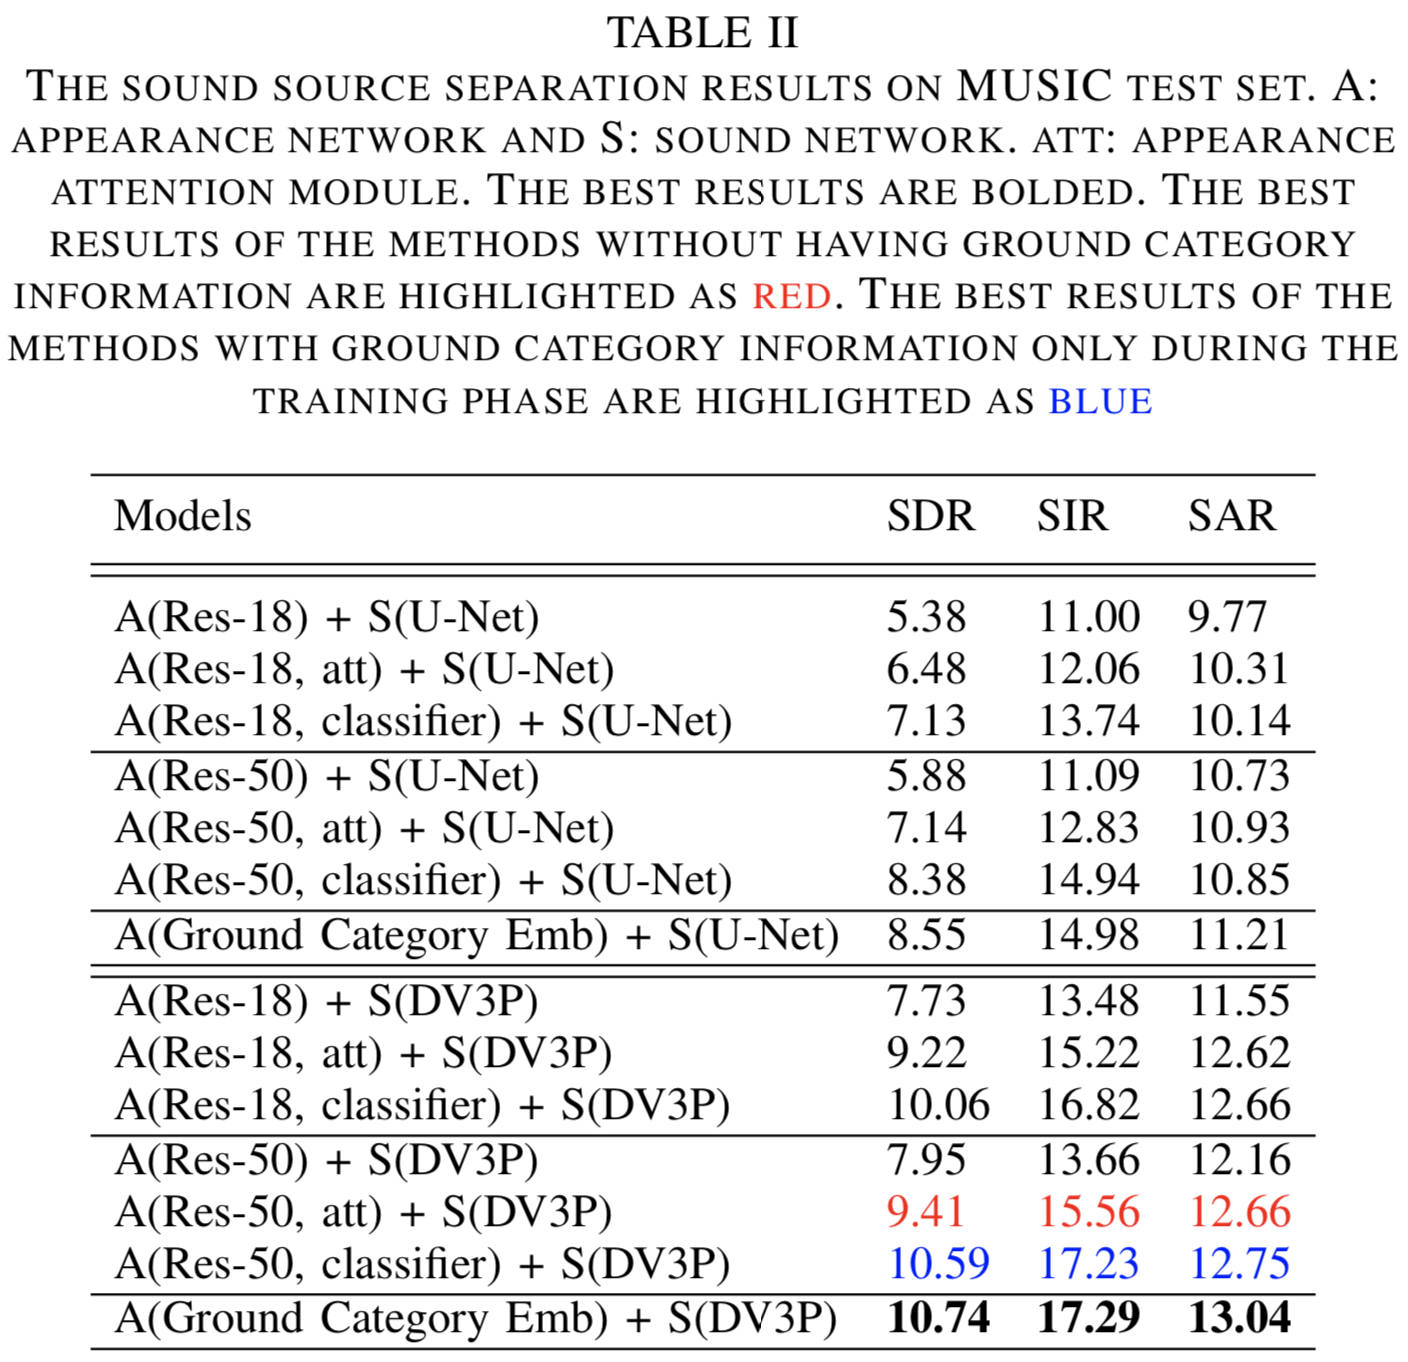 TABLE II
THE SOUND SOURCE SEPARATION RESULTS ON MUSIC TEST SET. A:
APPEARANCE NETWORK AND S: SOUND NETWORK. ATT: APPEARANCE
ATTENTION MODULE. THE BEST RESULTS ARE BOLDED. THE BEST
RESULTS OF THE METHODS WITHOUT HAVING GROUND CATEGORY
INFORMATION ARE HIGHLIGHTED AS RED. THE BEST RESULTS OF THE
METHODS WITH GROUND CATEGORY INFORMATION ONLY DURING THE
TRAINING PHASE ARE HIGHLIGHTED AS BLUE
Models SDR SIR SAR
A(Res-18) + S(U-Net) 5.38 11.00 9.77
A(Res-18, att) + S(U-Net) 6.48 12.06 10.31
A(Res-18, classifier) + S(U-Net) 7.13 13.74 10.14
A(Res-50) + S(U-Net) 5.88 11.09 10.73
A(Res-50, att) + S(U-Net) 7.14 12.83 10.93
A(Res-50, classifier) + S(U-Net) 8.38 14.94 10.85
A(Ground Category Emb) + S(U-Net) 8.55 14.98 11.21
A(Res-18) + S(DV3P) 7.73 13.48 11.55
A(Res-18, att) + S(DV3P) 9.22 15.22 12.62
A(Res-18, classifier) + S(DV3P) 10.06 16.82 12.66
A(Res-50) + S(DV3P) 7.95 13.66 12.16
A(Res-50, att) + S(DV3P) 9.41 15.56 12.66
A(Res-50, classifier) + S(DV3P) 10.59 17.23 12.75
A(Ground Category Emb) + S(DV3P) 10.74 17.29 13.04